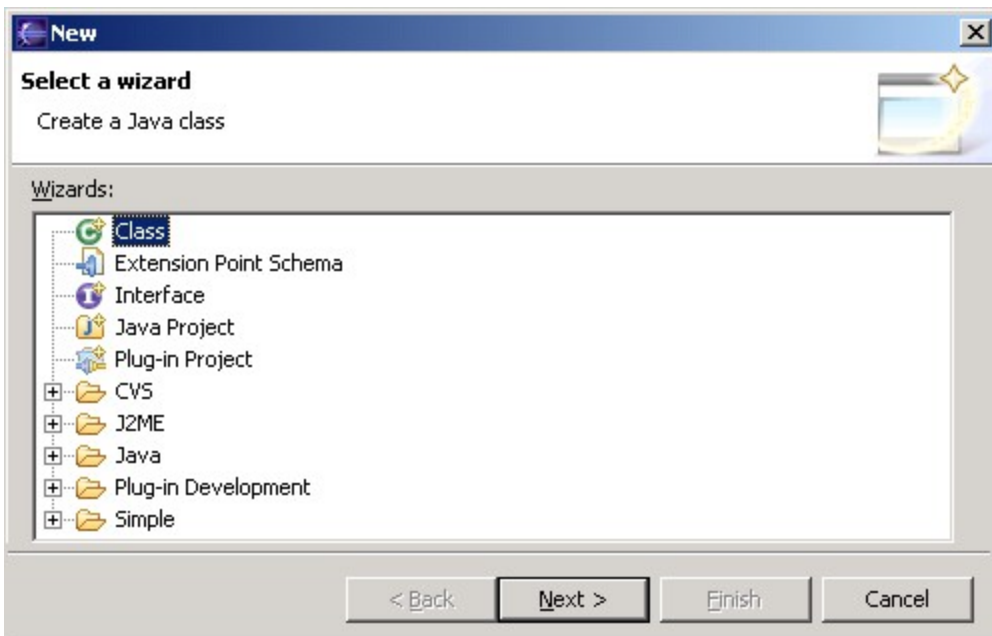 New
Select a wizard
Create a Java class
Wizards:
Class
Extension Point Schema
Interface
Java Project
Plug-in Project
CVS
J2ME
Java
Plug-in Development
Simple
< Back Next > Finish Cancel